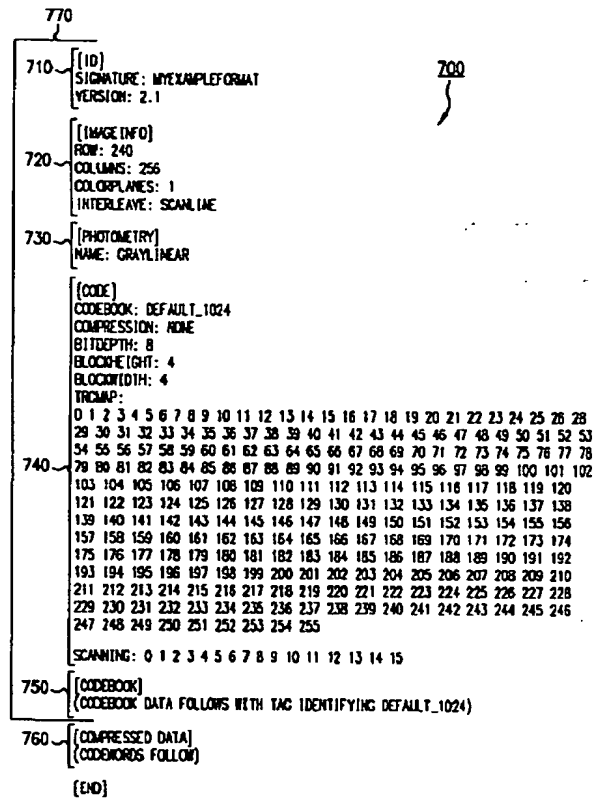 770
700
710
[ID]
SIGNATURE: MYEXAMPLEFORMAT
VERSION: 2.1
720
[IMAGEINFO]
ROW: 240
COLUMNS: 256
COLORPLANES: 1
INTERLEAVE: SCANLINE
730
[PHOTOMETRY]
NAME: GRAYLINEAR
740
[CODE]
CODEBOOK: DEFAULT_1024
COMPRESSION: NONE
BITDEPTH: 8
BLOCKHEIGHT: 4
BLOCKWIDTH: 4
TRCMAP:
0 1 2 3 4 5 6 7 8 9 10 11 12 13 14 15 16 17 18 19 20 21 22 23 24 25 26 28
29 30 31 32 33 34 35 36 37 38 39 40 41 42 43 44 45 46 47 48 49 50 51 52 53
54 55 56 57 58 59 60 61 62 63 64 65 66 67 68 69 70 71 72 73 74 75 76 77 78
79 80 81 82 83 84 85 86 87 88 89 90 91 92 93 94 95 96 97 98 99 100 101 102
103 104 105 106 107 108 109 110 111 112 113 114 115 116 117 118 119 120
121 122 123 124 125 126 127 128 129 130 131 132 133 134 135 136 137 138
139 140 141 142 143 144 145 146 147 148 149 150 151 152 153 154 155 156
157 158 159 160 161 162 163 164 165 166 167 168 169 170 171 172 173 174
175 176 177 178 179 180 181 182 183 184 185 186 187 188 189 190 191 192
193 194 195 196 197 198 199 200 201 202 203 204 205 206 207 208 209 210
211 212 213 214 215 216 217 218 219 220 221 222 223 224 225 226 227 228
229 230 231 232 233 234 235 236 237 238 239 240 241 242 243 244 245 246
247 248 249 250 251 252 253 254 255
SCANNING: 0 1 2 3 4 5 6 7 8 9 10 11 12 13 14 15
750
[CODEBOOK]
(CODEBOOK DATA FOLLOWS WITH TAG IDENTIFYING DEFAULT_1024)
760
[COMPRESSED DATA]
(CODEWORDS FOLLOW)
[END]